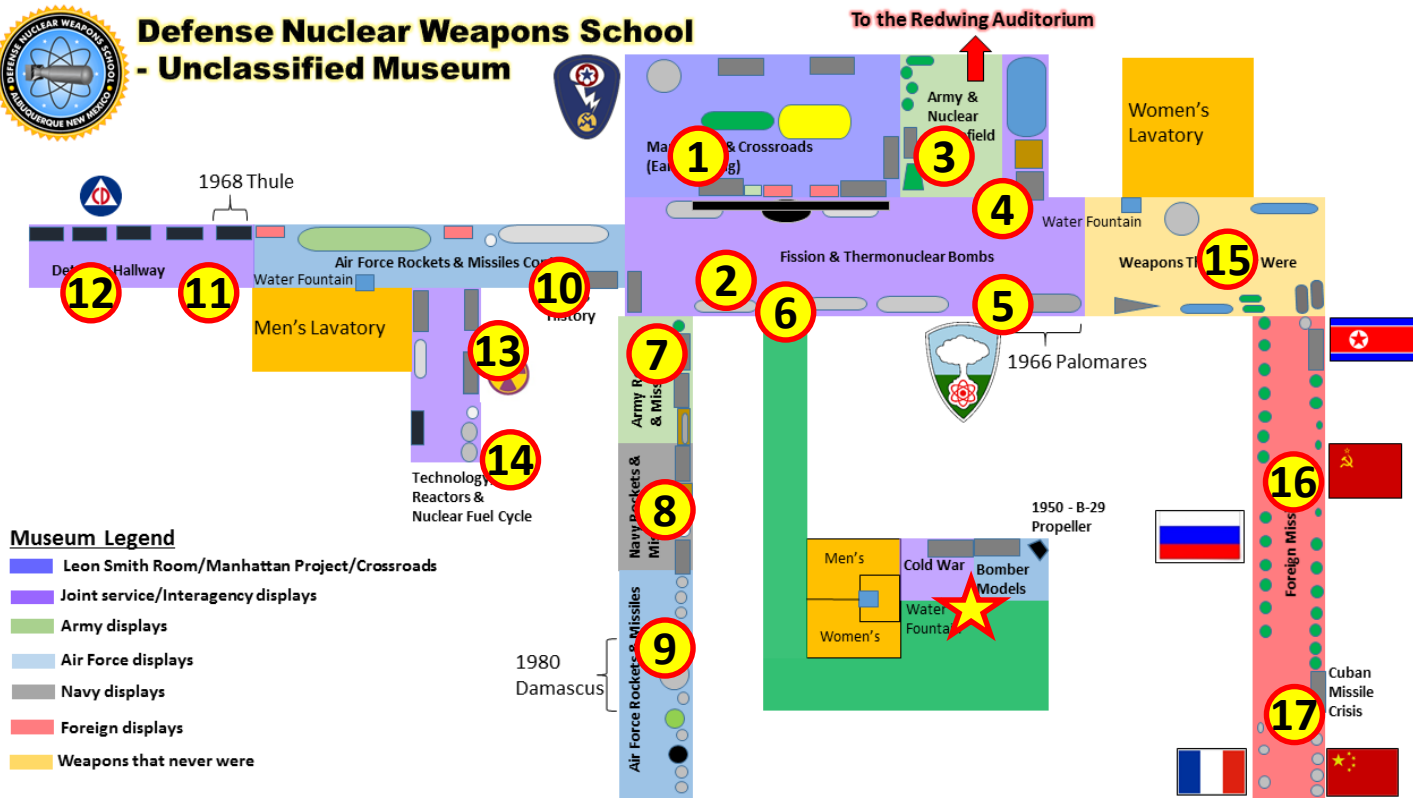 DEFENSE NUCLEAR WEAPONS SCHOOL
ALBUQUERQUE NEW MEXICO
Defense Nuclear Weapons School
- Unclassified Museum
To the Redwing Auditorium
1
& Crossroads
Army &
Nuclear
3
Women's
Lavatory
CD
1968 Thule
4
Water Fountain
Hallway
12
11
Air Force Rockets & Missiles
Water Fountain
10
History
Fission & Thermonuclear Bombs
2
6
5
Weapons
15
Were
Men's Lavatory
13
14
Technology,
Reactors &
Nuclear Fuel Cycle
7
Army
&
8
Navy Rockets &
9
Air Force Rockets & Missiles
1980
Damascus
1966 Palomares
16
Foreign
1950 - B-29
Propeller
Men's
Women's
Cold War
Bomber
Models
Water
17
Cuban
Missile
Crisis
Museum Legend
Leon Smith Room/Manhattan Project/Crossroads
Joint service/Interagency displays
Army displays
Air Force displays
Navy displays
Foreign displays
Weapons that never were